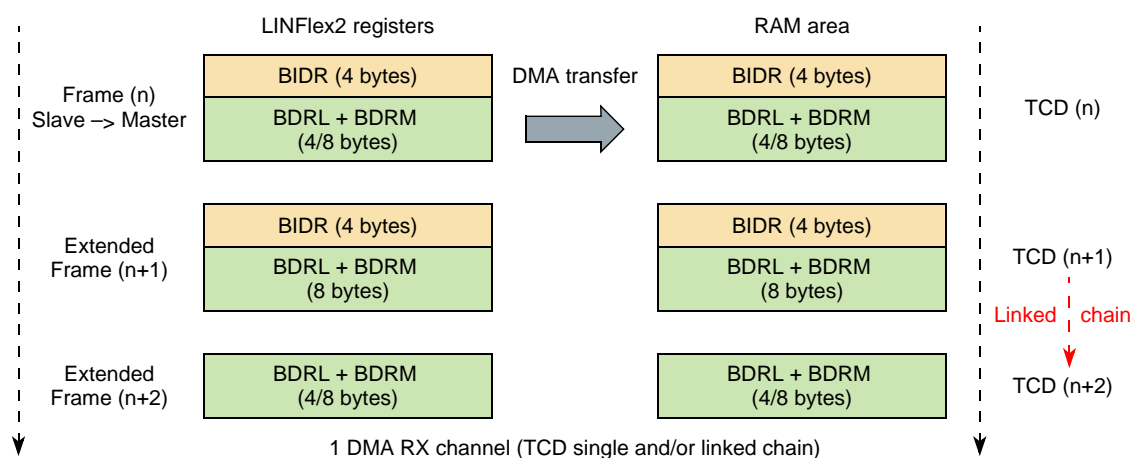 LINFlex2 registers
RAM area
Frame (n)
Slave –> Master
BIDR (4 bytes)
BDRL + BDRM
(4/8 bytes)
DMA transfer
BIDR (4 bytes)
BDRL + BDRM
(4/8 bytes)
TCD (n)
Extended
Frame (n+1)
BIDR (4 bytes)
BDRL + BDRM
(8 bytes)
BIDR (4 bytes)
BDRL + BDRM
(8 bytes)
TCD (n+1)
Linked chain
Extended
Frame (n+2)
BDRL + BDRM
(4/8 bytes)
BDRL + BDRM
(4/8 bytes)
TCD (n+2)
1 DMA RX channel (TCD single and/or linked chain)